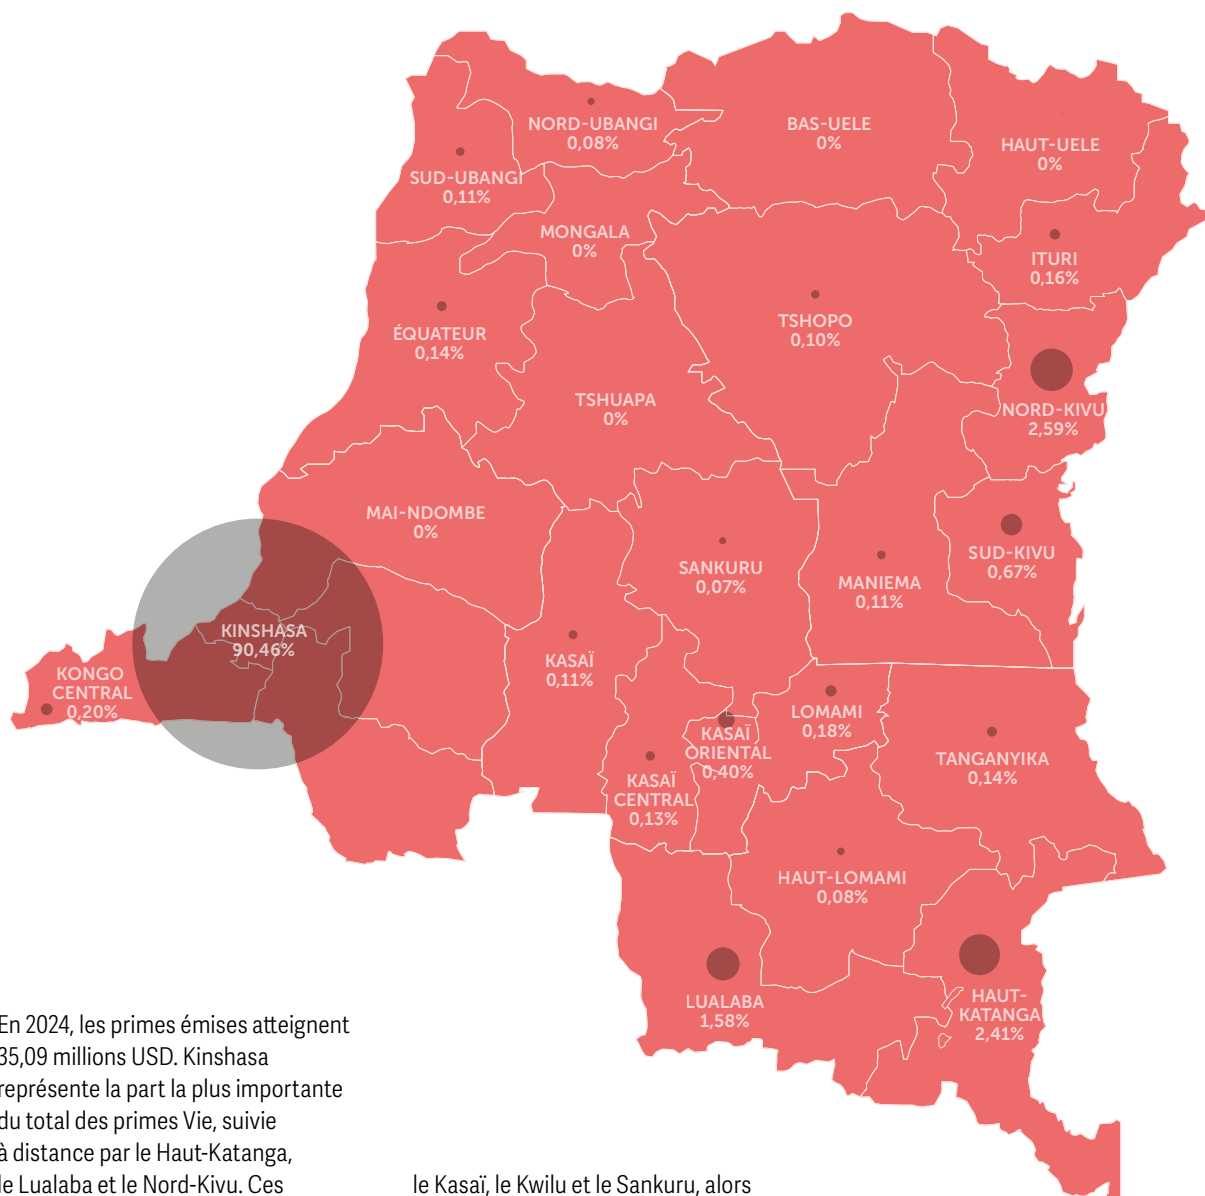 NORD-UBANGI
0,08%
BAS-UELE
0%
HAUT-UELE
0%
SUD-UBANGI
0,11%
MONGALA
0%
ITURI
0,16%
ÉQUATEUR
0,14%
TSHOPO
0,10%
TSHUAPA
0%
NORD-KIVU
2,59%
MAI-NDOMBE
0%
SANKURU
0,07%
MANIEMA
0,11%
SUD-KIVU
0,67%
KINSHASA
90,46%
KASAÏ
0,11%
KONGO
CENTRAL
0,20%
LOMAMI
0,18%
KASAÏ
ORIENTAL
0,40%
TANGANYIKA
0,14%
KASAÏ
CENTRAL
0,13%
HAUT-LOMAMI
0,08%
LUALABA
1,58%
HAUT-
KATANGA
2,41%
En 2024, les primes émises atteignent
35,09 millions USD. Kinshasa
représente la part la plus importante
du total des primes Vie, suivie
à distance par le Haut-Katanga,
le Lualaba et le Nord-Kivu. Ces
le Kasaï, le Kwilu et le Sankuru, alors